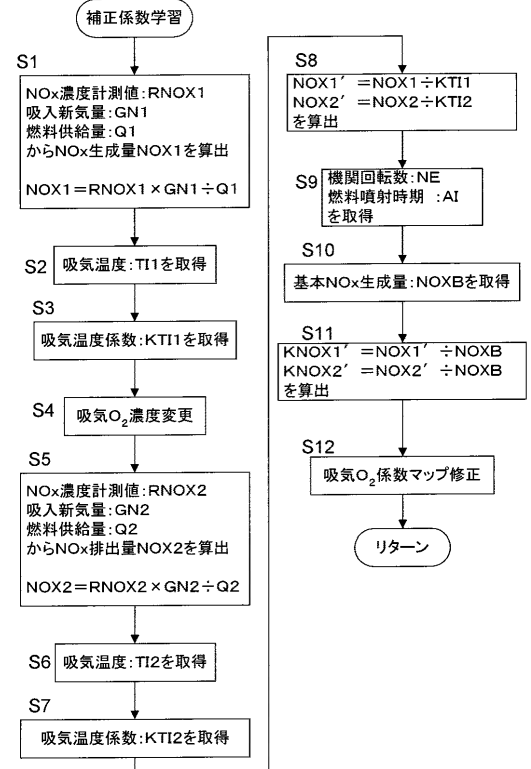 補正係数学習
S1
NOx濃度計測値:RNOX1
吸入新気量:GN1
燃料供給量:Q1
からNOx生成量NOX1を算出
NOX1=RNOX1×GN1÷Q1
S2
吸気温度:TI1を取得
S3
吸気温度係数:KTI1を取得
S4
吸気O₂濃度変更
S5
NOx濃度計測値:RNOX2
吸入新気量:GN2
燃料供給量:Q2
からNOx排出量NOX2を算出
NOX2=RNOX2×GN2÷Q2
S6
吸気温度:TI2を取得
S7
吸気温度係数:KTI2を取得
S8
NOX1′ =NOX1÷KTI1
NOX2′ =NOX2÷KTI2
を算出
S9
機関回転数:NE
燃料噴射時期 :AI
を取得
S10
基本NOx生成量:NOXBを取得
S11
KNOX1′ =NOX1′ ÷NOXB
KNOX2′ =NOX2′ ÷NOXB
を算出
S12
吸気O₂係数マップ修正
リターン